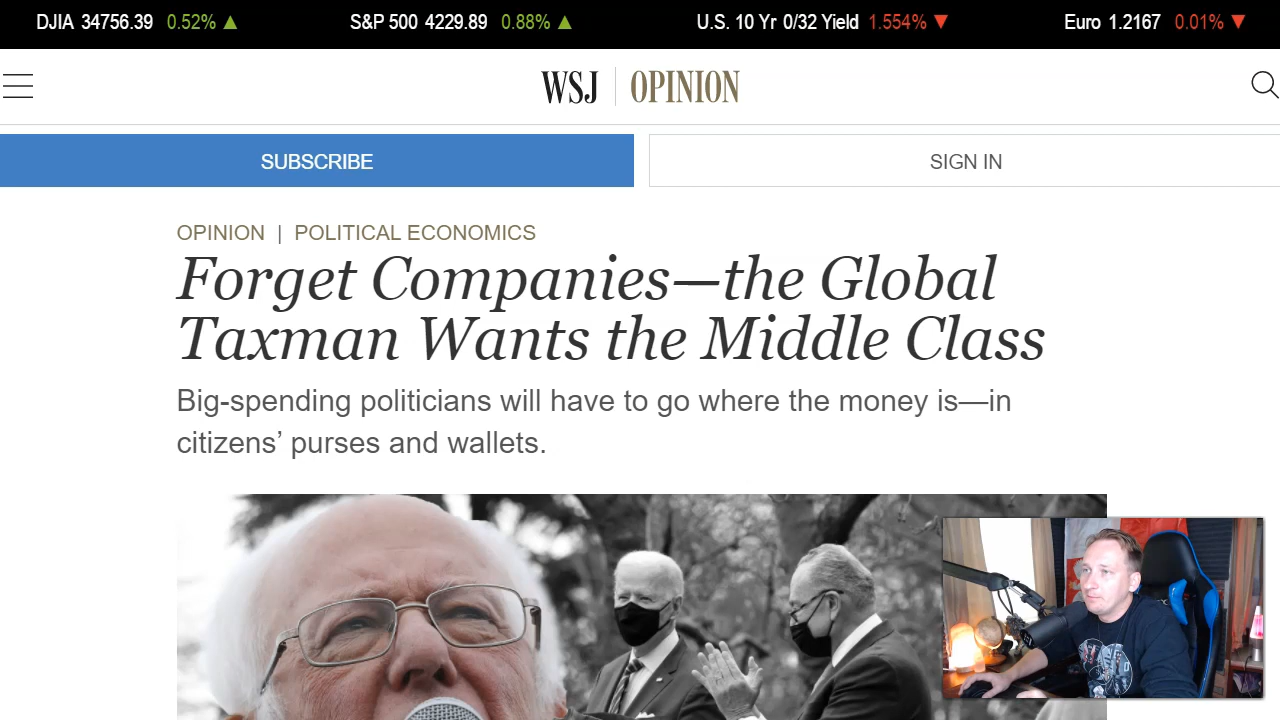 DJIA 34756.39 0.52% ▲ S&P 500 4229.89 0.88% ▲ U.S. 10 Yr 0/32 Yield 1.554% ▼ Euro 1.2167 0.01% ▼
WSJ | OPINION
SUBSCRIBE SIGN IN
OPINION | POLITICAL ECONOMICS
Forget Companies—the Global
Taxman Wants the Middle Class
Big-spending politicians will have to go where the money is—in
citizens’ purses and wallets.